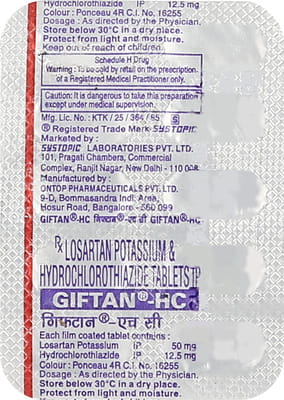 Hydrochlorothiazide IP 12.5 mg
Colour : Ponceau 4R C.I. No. 16255
Dosage : As directed by the Physician.
Store below 30°C in a dry place.
Protect from light and moisture.
Keep out of reach of children.
Schedule H Drug
Warning : To be sold by retail on the prescription
of a Registered Medical Practitioner only.
Caution: It is dangerous to take this preparation
except under medical supervision.
Mfg. Lic. No. : KTK / 25 / 364 / 65 S
® Registered Trade Mark SYSTOPIC
Marketed by :
SYSTOPIC LABORATORIES PVT. LTD.
101, Pragati Chambers, Commercial
Complex, Ranjit Nagar, New Delhi - 110 008
Manufactured by :
ONTOP PHARMACEUTICALS PVT. LTD.
9-D, Bommasandra Indl. Area,
Hosur Road, Bangalore - 560 099
GIFTAN®-HC गिफ्टान®-एच सी GIFTAN®-HC
℞ LOSARTAN POTASSIUM &
HYDROCHLOROTHIAZIDE TABLETS IP
GIFTAN®-HC
गिफ्टान®-एच सी
Each film coated tablet contains :
Losartan Potassium IP 50 mg
Hydrochlorothiazide IP 12.5 mg
Colour : Ponceau 4R C.I. No. 16255
Dosage : As directed by the Physician.
Store below 30°C in a dry place.
Protect from light and moisture.